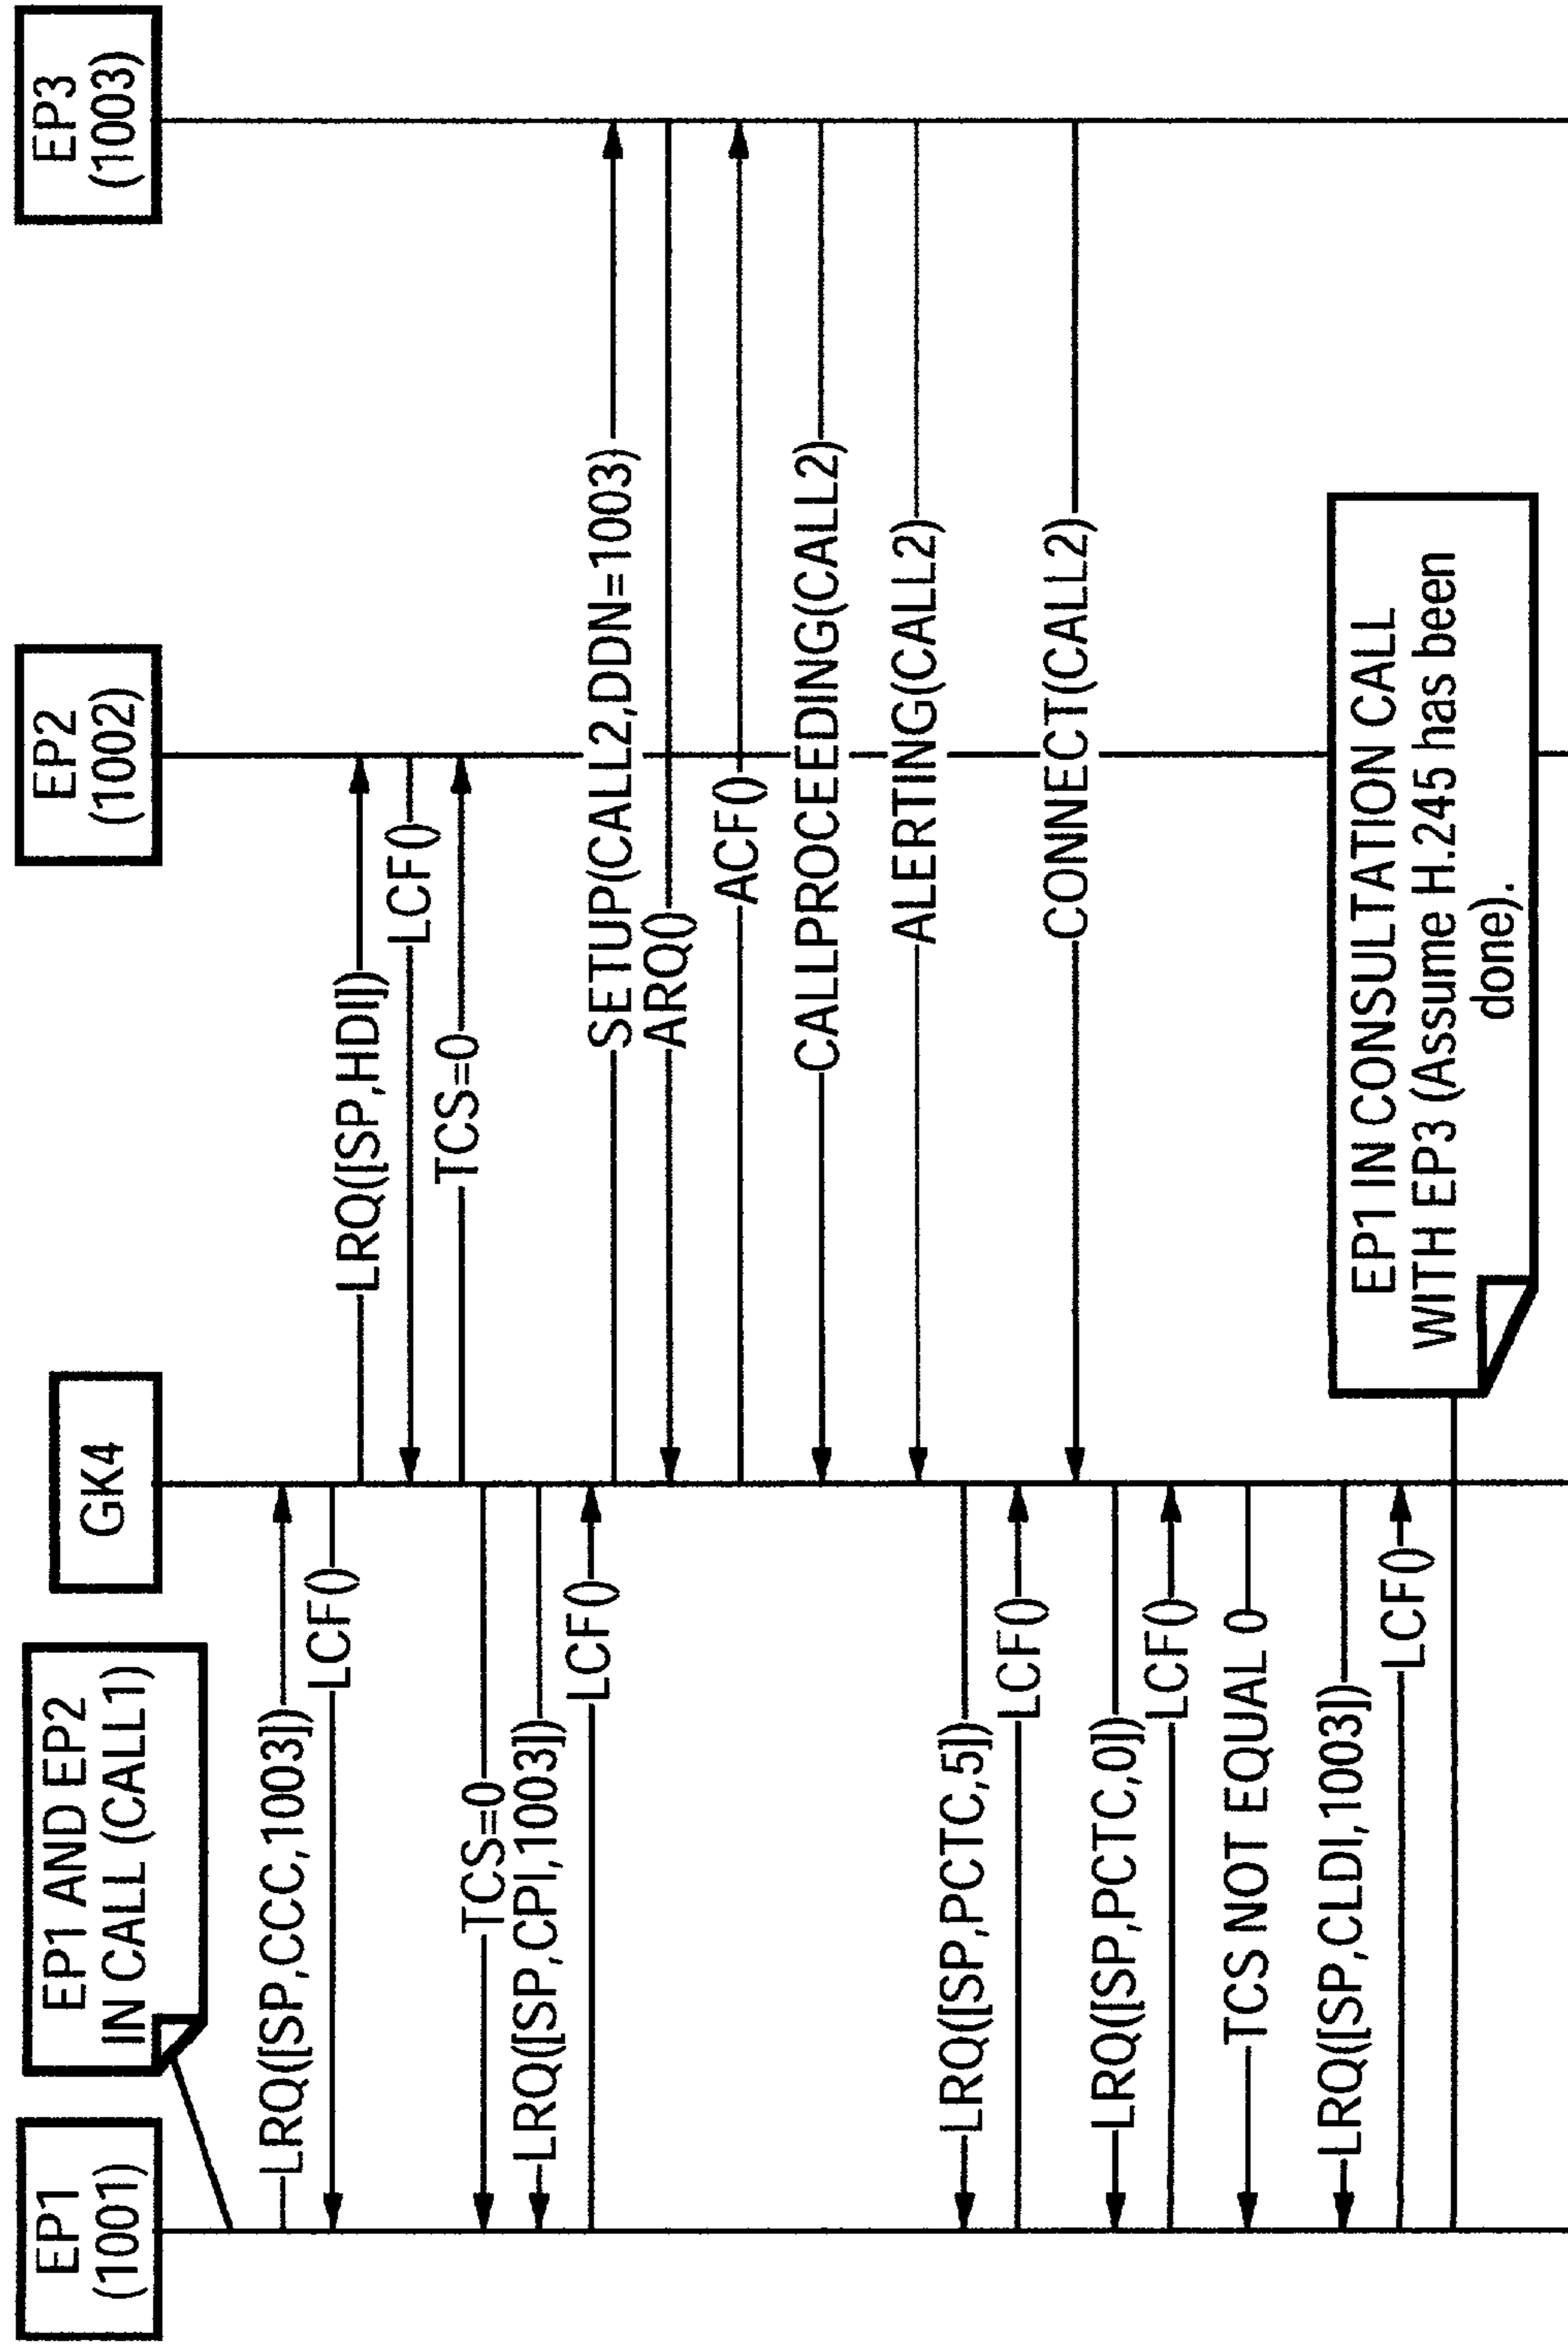 EP1
(1001)
EP1 AND EP2
IN CALL (CALL1)
GK4
EP2
(1002)
EP3
(1003)
LRQ([SP,CCC,1003])
LCF()
LRQ([SP,HDI])
LCF()
TCS=0
TCS=0
LRQ([SP,CPI,1003])
LCF()
SETUP(CALL2,DDN=1003)
ARQ()
ACF()
CALLPROCEEDING(CALL2)
ALERTING(CALL2)
LRQ([SP,PCTC,5])
LCF()
CONNECT(CALL2)
LRQ([SP,PCTC,0])
LCF()
TCS NOT EQUAL 0
LRQ([SP,CLDI,1003])
LCF()
EP1 IN CONSULTATION CALL
WITH EP3 (Assume H.245 has been
done).